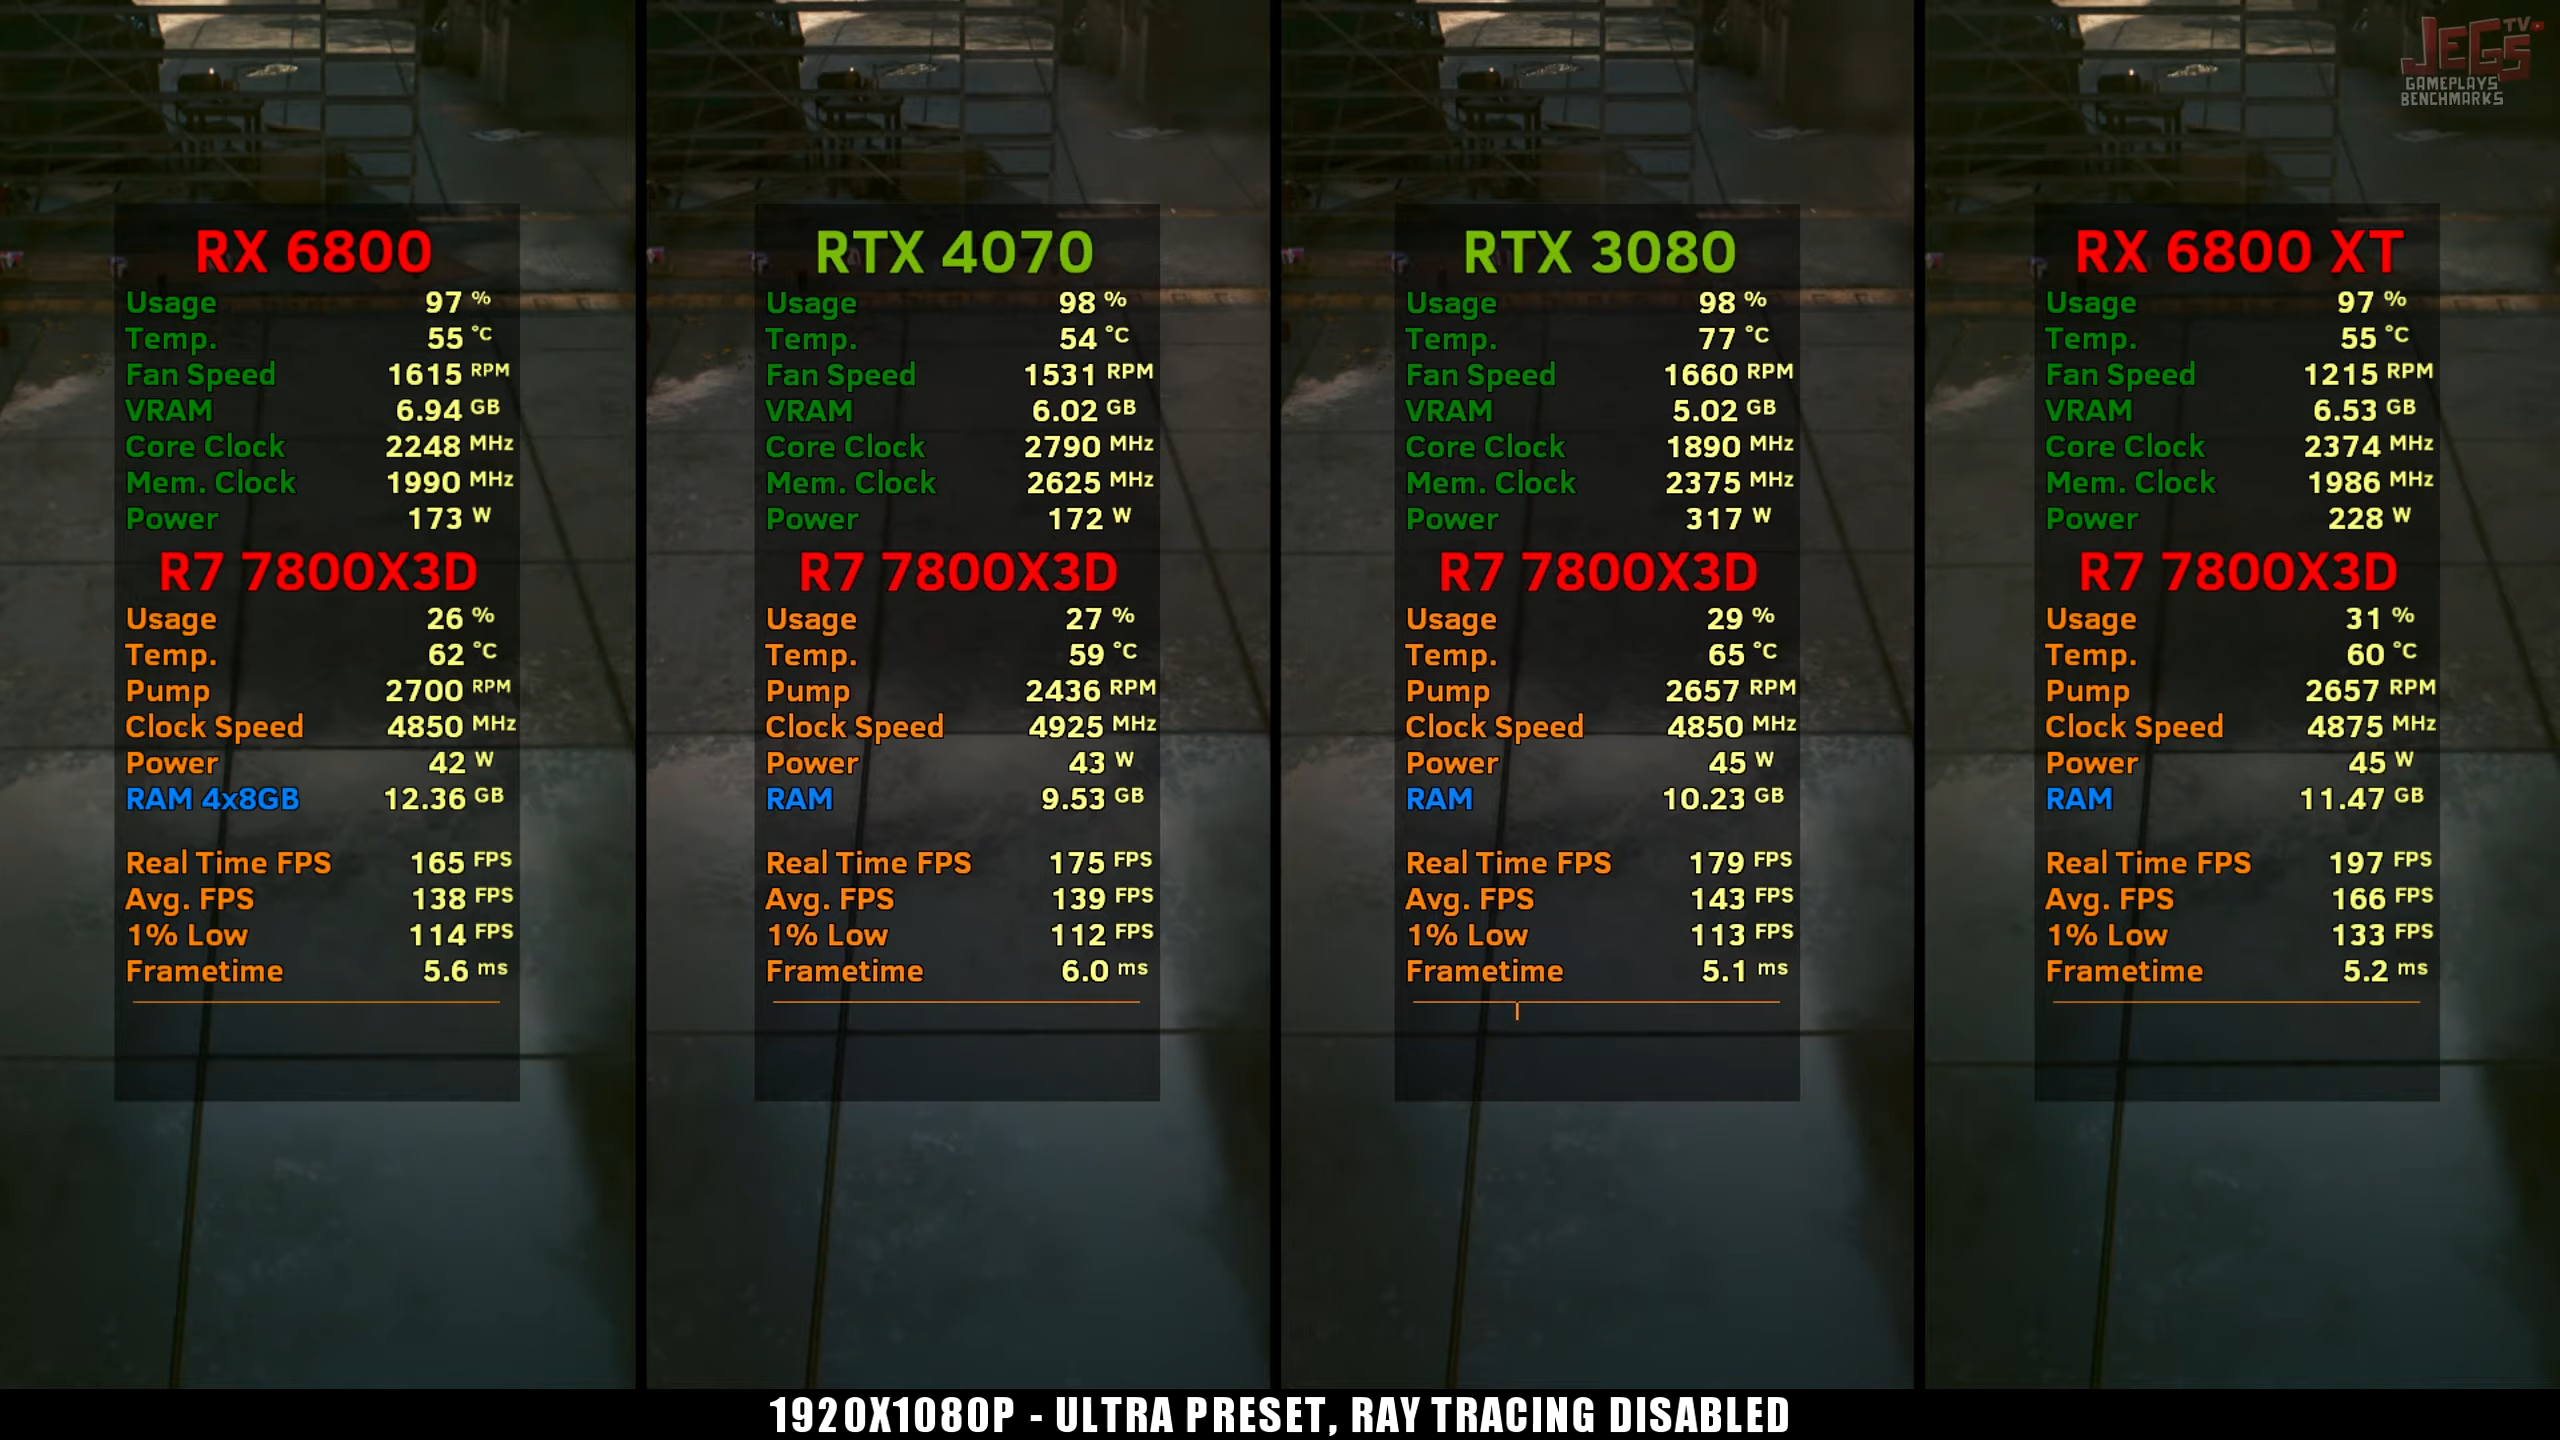 JEGS TV
GAMEPLAYS
BENCHMARKS
RX 6800
Usage 97 %
Temp. 55 °C
Fan Speed 1615 RPM
VRAM 6.94 GB
Core Clock 2248 MHz
Mem. Clock 1990 MHz
Power 173 W
R7 7800X3D
Usage 26 %
Temp. 62 °C
Pump 2700 RPM
Clock Speed 4850 MHz
Power 42 W
RAM 4x8GB 12.36 GB
Real Time FPS 165 FPS
Avg. FPS 138 FPS
1% Low 114 FPS
Frametime 5.6 ms
RTX 4070
Usage 98 %
Temp. 54 °C
Fan Speed 1531 RPM
VRAM 6.02 GB
Core Clock 2790 MHz
Mem. Clock 2625 MHz
Power 172 W
R7 7800X3D
Usage 27 %
Temp. 59 °C
Pump 2436 RPM
Clock Speed 4925 MHz
Power 43 W
RAM 9.53 GB
Real Time FPS 175 FPS
Avg. FPS 139 FPS
1% Low 112 FPS
Frametime 6.0 ms
RTX 3080
Usage 98 %
Temp. 77 °C
Fan Speed 1660 RPM
VRAM 5.02 GB
Core Clock 1890 MHz
Mem. Clock 2375 MHz
Power 317 W
R7 7800X3D
Usage 29 %
Temp. 65 °C
Pump 2657 RPM
Clock Speed 4850 MHz
Power 45 W
RAM 10.23 GB
Real Time FPS 179 FPS
Avg. FPS 143 FPS
1% Low 113 FPS
Frametime 5.1 ms
RX 6800 XT
Usage 97 %
Temp. 55 °C
Fan Speed 1215 RPM
VRAM 6.53 GB
Core Clock 2374 MHz
Mem. Clock 1986 MHz
Power 228 W
R7 7800X3D
Usage 31 %
Temp. 60 °C
Pump 2657 RPM
Clock Speed 4875 MHz
Power 45 W
RAM 11.47 GB
Real Time FPS 197 FPS
Avg. FPS 166 FPS
1% Low 133 FPS
Frametime 5.2 ms
1920X1080P - ULTRA PRESET, RAY TRACING DISABLED